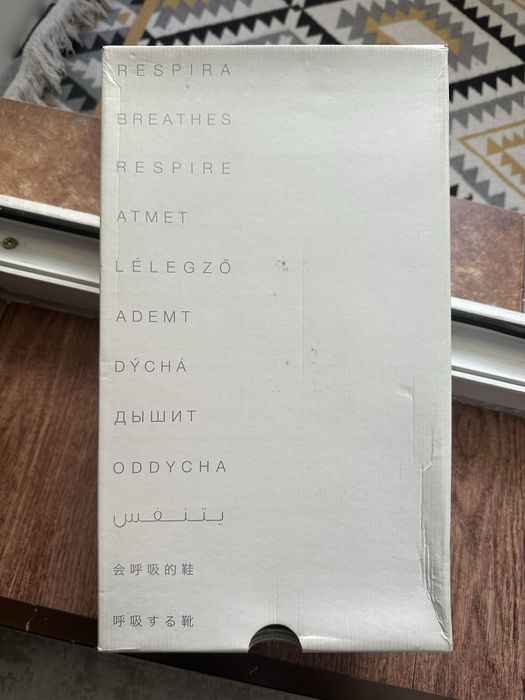 RESPIRA
BREATHES
RESPIRE
ATMET
LÉLEGZŐ
ADEMT
DÝCHÁ
ДЫШИТ
ODDYCHA
يتنفس
会呼吸的鞋
呼吸する靴